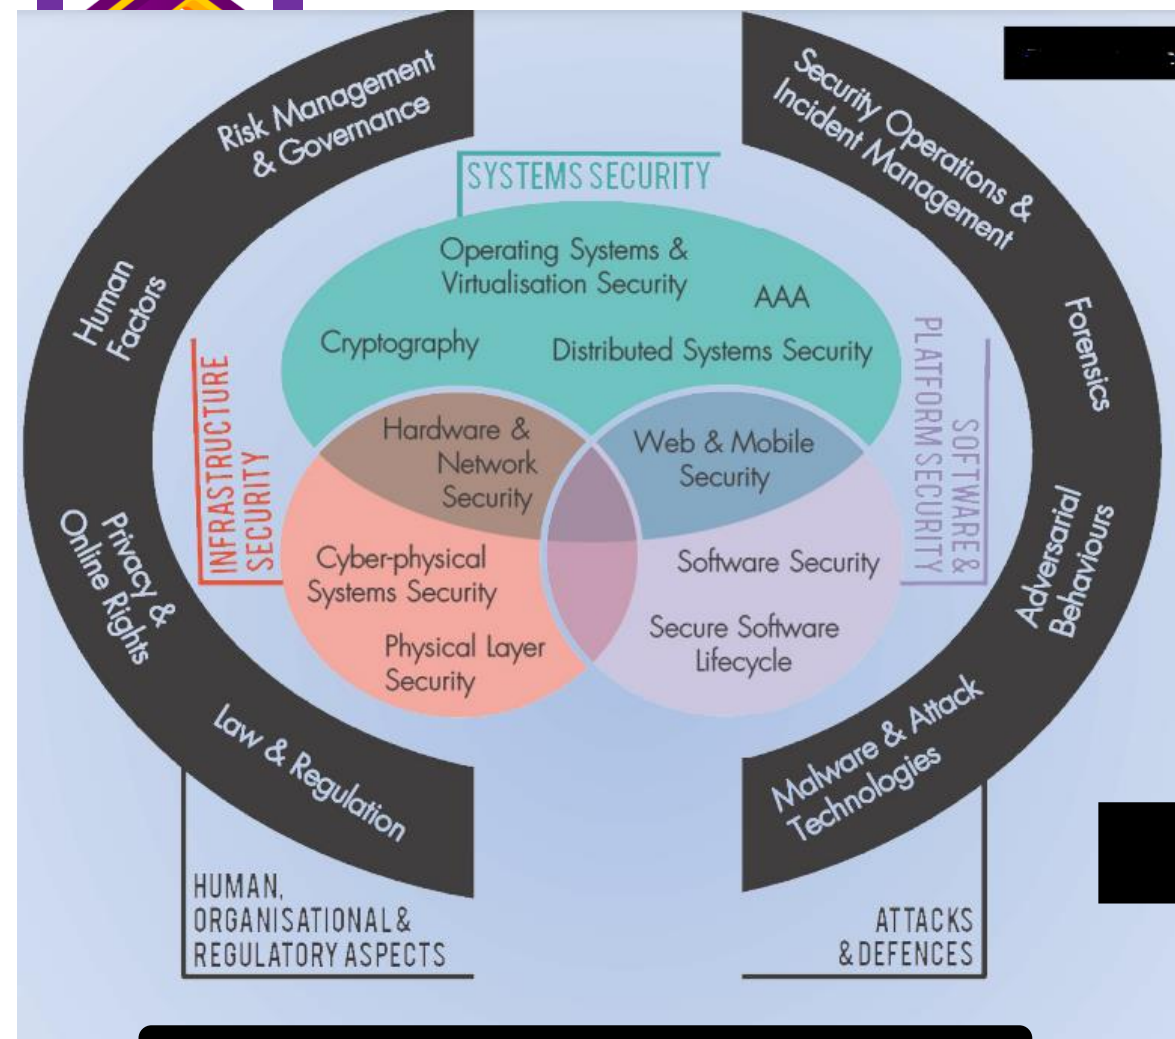 Risk Management
& Governance
Human
Factors
Privacy &
Online Rights
Law & Regulation
HUMAN,
ORGANISATIONAL &
REGULATORY ASPECTS
SYSTEMS SECURITY
Operating Systems &
Virtualisation Security
AAA
Cryptography
Distributed Systems Security
INFRASTRUCTURE
SECURITY
Hardware &
Network
Security
Web & Mobile
Security
Cyber-physical
Systems Security
Physical Layer
Security
SOFTWARE &
PLATFORM SECURITY
Software Security
Secure Software
Lifecycle
Security Operations &
Incident Management
Forensics
Adversarial
Behaviours
Malware & Attack
Technologies
ATTACKS
& DEFENCES